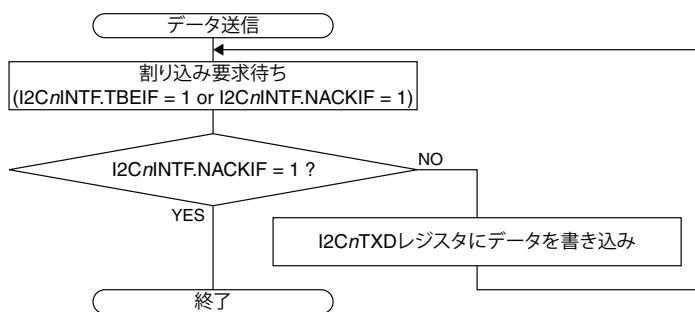 データ送信
割り込み要求待ち
(I2CnINTF.TBEIF = 1 or I2CnINTF.NACKIF = 1)
I2CnINTF.NACKIF = 1 ?
NO
YES
I2CnTXDレジスタにデータを書き込み
終了